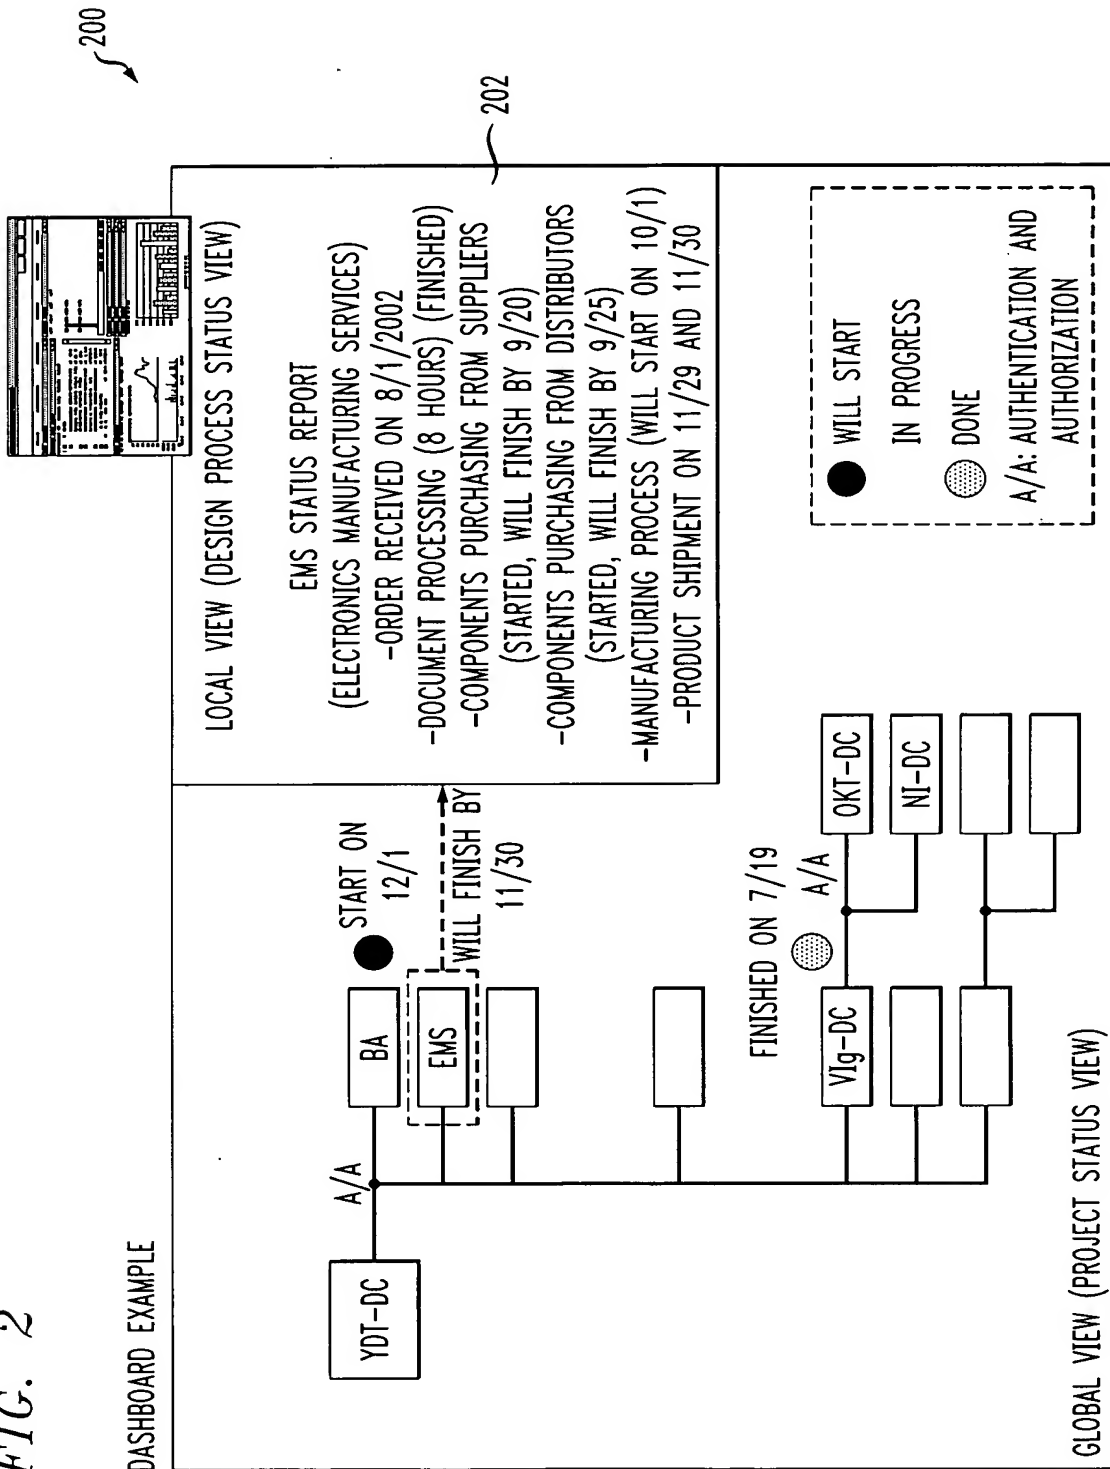 FIG. 2
200
DASHBOARD EXAMPLE
LOCAL VIEW (DESIGN PROCESS STATUS VIEW)
202
EMS STATUS REPORT
(ELECTRONICS MANUFACTURING SERVICES)
-ORDER RECEIVED ON 8/1/2002
-DOCUMENT PROCESSING (8 HOURS) (FINISHED)
-COMPONENTS PURCHASING FROM SUPPLIERS
(STARTED, WILL FINISH BY 9/20)
-COMPONENTS PURCHASING FROM DISTRIBUTORS
(STARTED, WILL FINISH BY 9/25)
-MANUFACTURING PROCESS (WILL START ON 10/1)
-PRODUCT SHIPMENT ON 11/29 AND 11/30
YDT-DC
A/A
BA
START ON
12/1
EMS
WILL FINISH BY
11/30
FINISHED ON 7/19
VIg-DC
A/A
OKT-DC
NI-DC
WILL START
IN PROGRESS
DONE
A/A: AUTHENTICATION AND
AUTHORIZATION
GLOBAL VIEW (PROJECT STATUS VIEW)